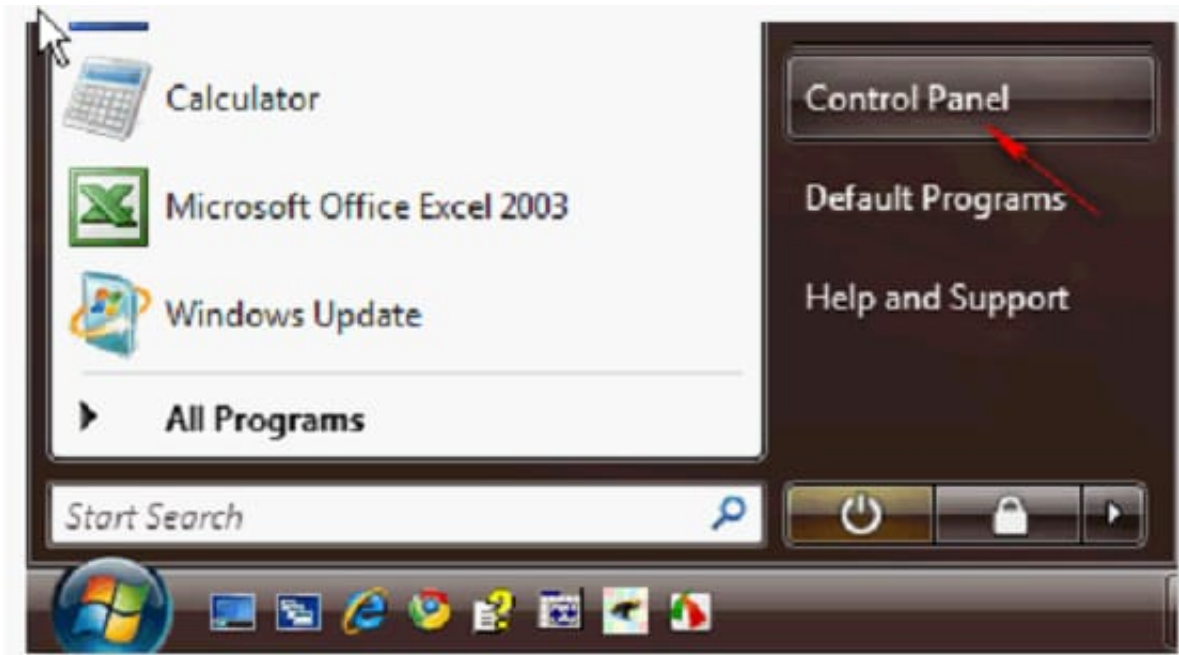 Calculator
Microsoft Office Excel 2003
Windows Update
All Programs
Start Search
Control Panel
Default Programs
Help and Support